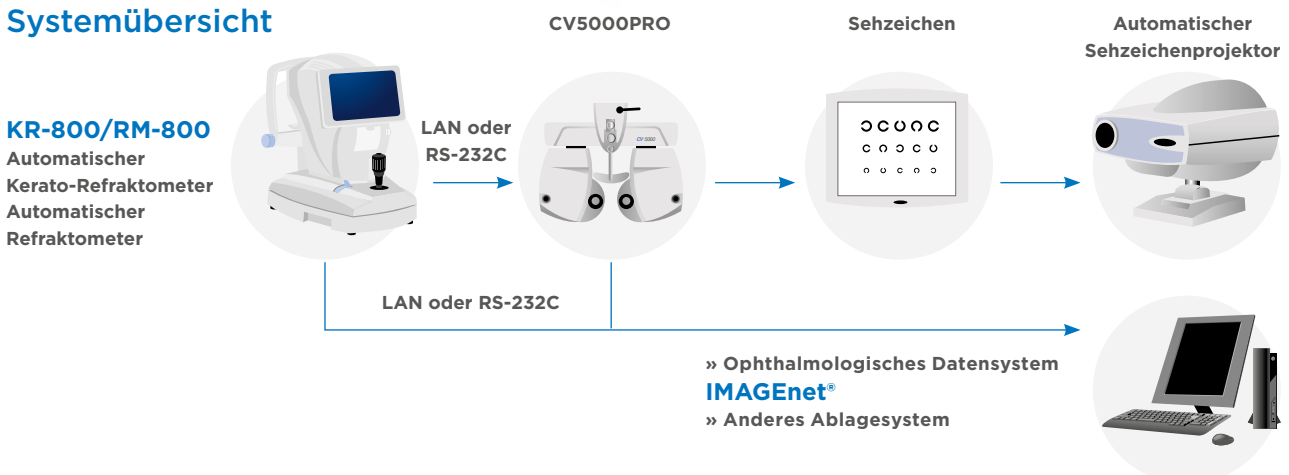 Systemübersicht
KR-800/RM-800
Automatischer
Kerato-Refraktometer
Automatischer
Refraktometer
LAN oder
RS-232C
CV5000PRO
CV 5000
Sehzeichen
Automatischer
Sehzeichenprojektor
LAN oder RS-232C
» Ophthalmologisches Datensystem
IMAGEnet®
» Anderes Ablagesystem